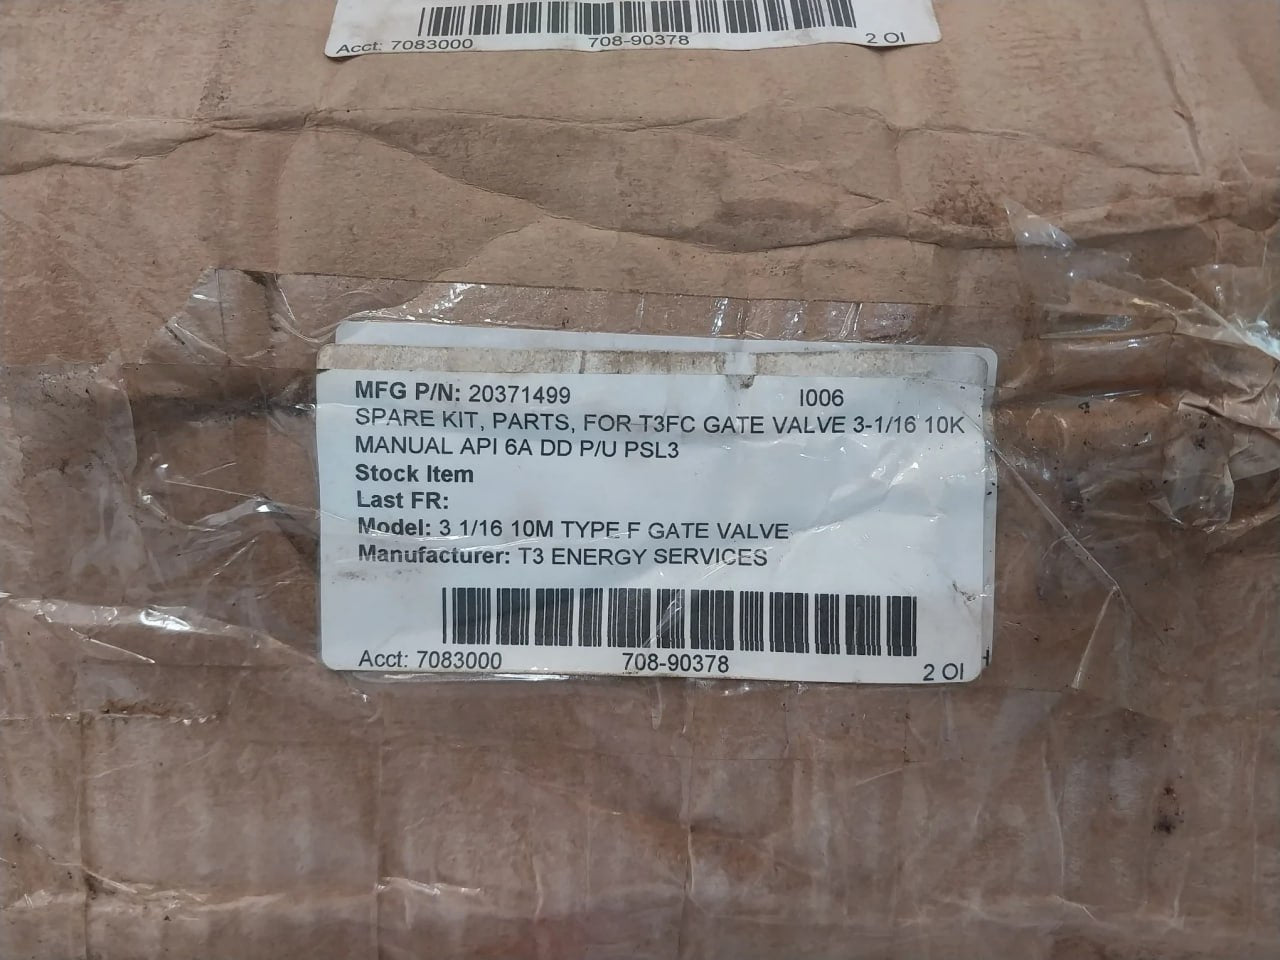 Acct: 7083000 708-90378 2 OI
MFG P/N: 20371499 I006
SPARE KIT, PARTS, FOR T3FC GATE VALVE 3-1/16 10K
MANUAL API 6A DD P/U PSL3
Stock Item
Last FR:
Model: 3 1/16 10M TYPE F GATE VALVE
Manufacturer: T3 ENERGY SERVICES
Acct: 7083000 708-90378 2 OI